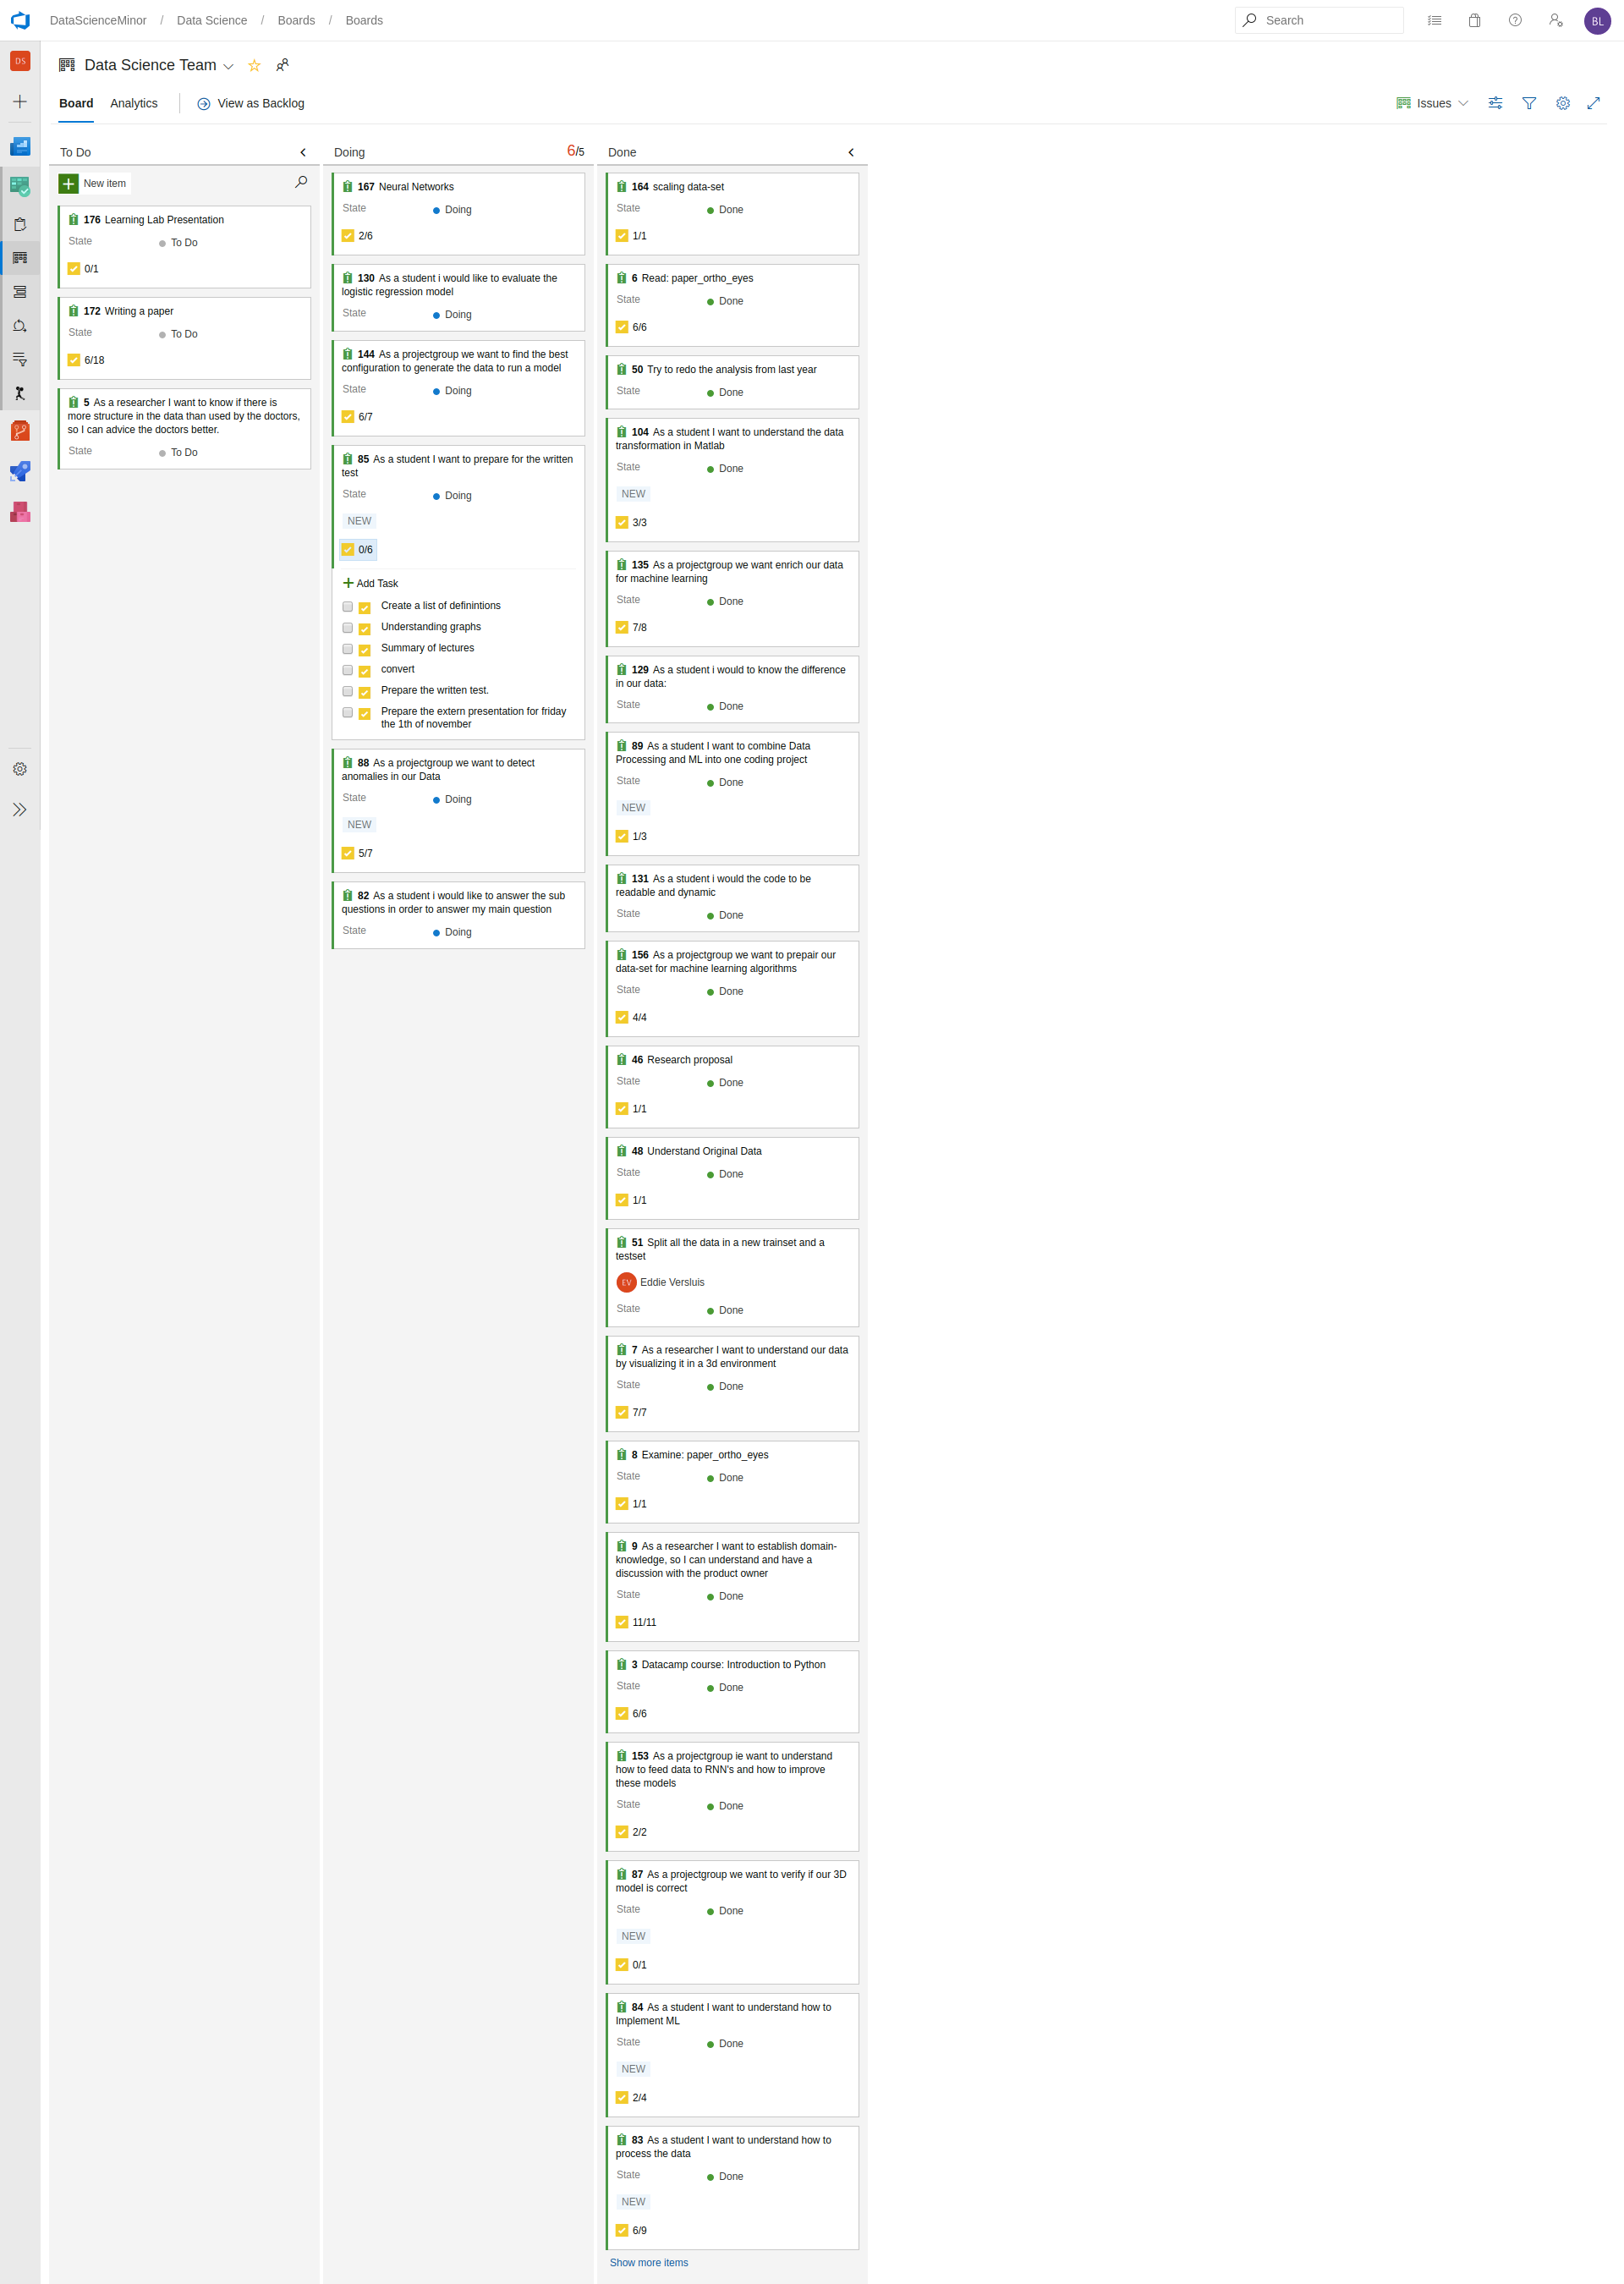 DataScienceMinor / Data Science / Boards / Boards
Search
BL
DS
Data Science Team
Board
Analytics
View as Backlog
Issues
To Do
New item
176 Learning Lab Presentation
State
To Do
0/1
172 Writing a paper
State
To Do
6/18
5 As a researcher I want to know if there is
more structure in the data than used by the doctors,
so I can advice the doctors better.
State
To Do
Doing
6/5
167 Neural Networks
State
Doing
2/6
130 As a student i would like to evaluate the
logistic regression model
State
Doing
144 As a projectgroup we want to find the best
configuration to generate the data to run a model
State
Doing
6/7
85 As a student I want to prepare for the written
test
State
Doing
NEW
0/6
Add Task
Create a list of definintions
Understanding graphs
Summary of lectures
convert
Prepare the written test.
Prepare the extern presentation for friday
the 1th of november
88 As a projectgroup we want to detect
anomalies in our Data
State
Doing
NEW
5/7
82 As a student i would like to answer the sub
questions in order to answer my main question
State
Doing
Done
164 scaling data-set
State
Done
1/1
6 Read: paper_ortho_eyes
State
Done
6/6
50 Try to redo the analysis from last year
State
Done
104 As a student I want to understand the data
transformation in Matlab
State
Done
NEW
3/3
135 As a projectgroup we want enrich our data
for machine learning
State
Done
7/8
129 As a student i would to know the difference
in our data:
State
Done
89 As a student I want to combine Data
Processing and ML into one coding project
State
Done
NEW
1/3
131 As a student i would the code to be
readable and dynamic
State
Done
156 As a projectgroup we want to prepair our
data-set for machine learning algorithms
State
Done
4/4
46 Research proposal
State
Done
1/1
48 Understand Original Data
State
Done
1/1
51 Split all the data in a new trainset and a
testset
EV Eddie Versluis
State
Done
7 As a researcher I want to understand our data
by visualizing it in a 3d environment
State
Done
7/7
8 Examine: paper_ortho_eyes
State
Done
1/1
9 As a researcher I want to establish domain-
knowledge, so I can understand and have a
discussion with the product owner
State
Done
11/11
3 Datacamp course: Introduction to Python
State
Done
6/6
153 As a projectgroup ie want to understand
how to feed data to RNN's and how to improve
these models
State
Done
2/2
87 As a projectgroup we want to verify if our 3D
model is correct
State
Done
NEW
0/1
84 As a student I want to understand how to
Implement ML
State
Done
NEW
2/4
83 As a student I want to understand how to
process the data
State
Done
NEW
6/9
Show more items